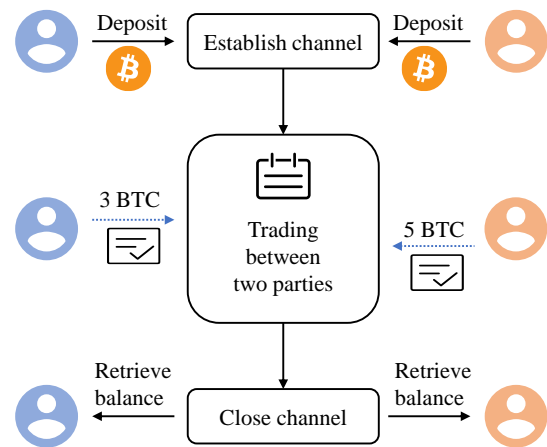 Deposit
Establish channel
Deposit
3 BTC
Trading
between
two parties
5 BTC
Retrieve
balance
Close channel
Retrieve
balance